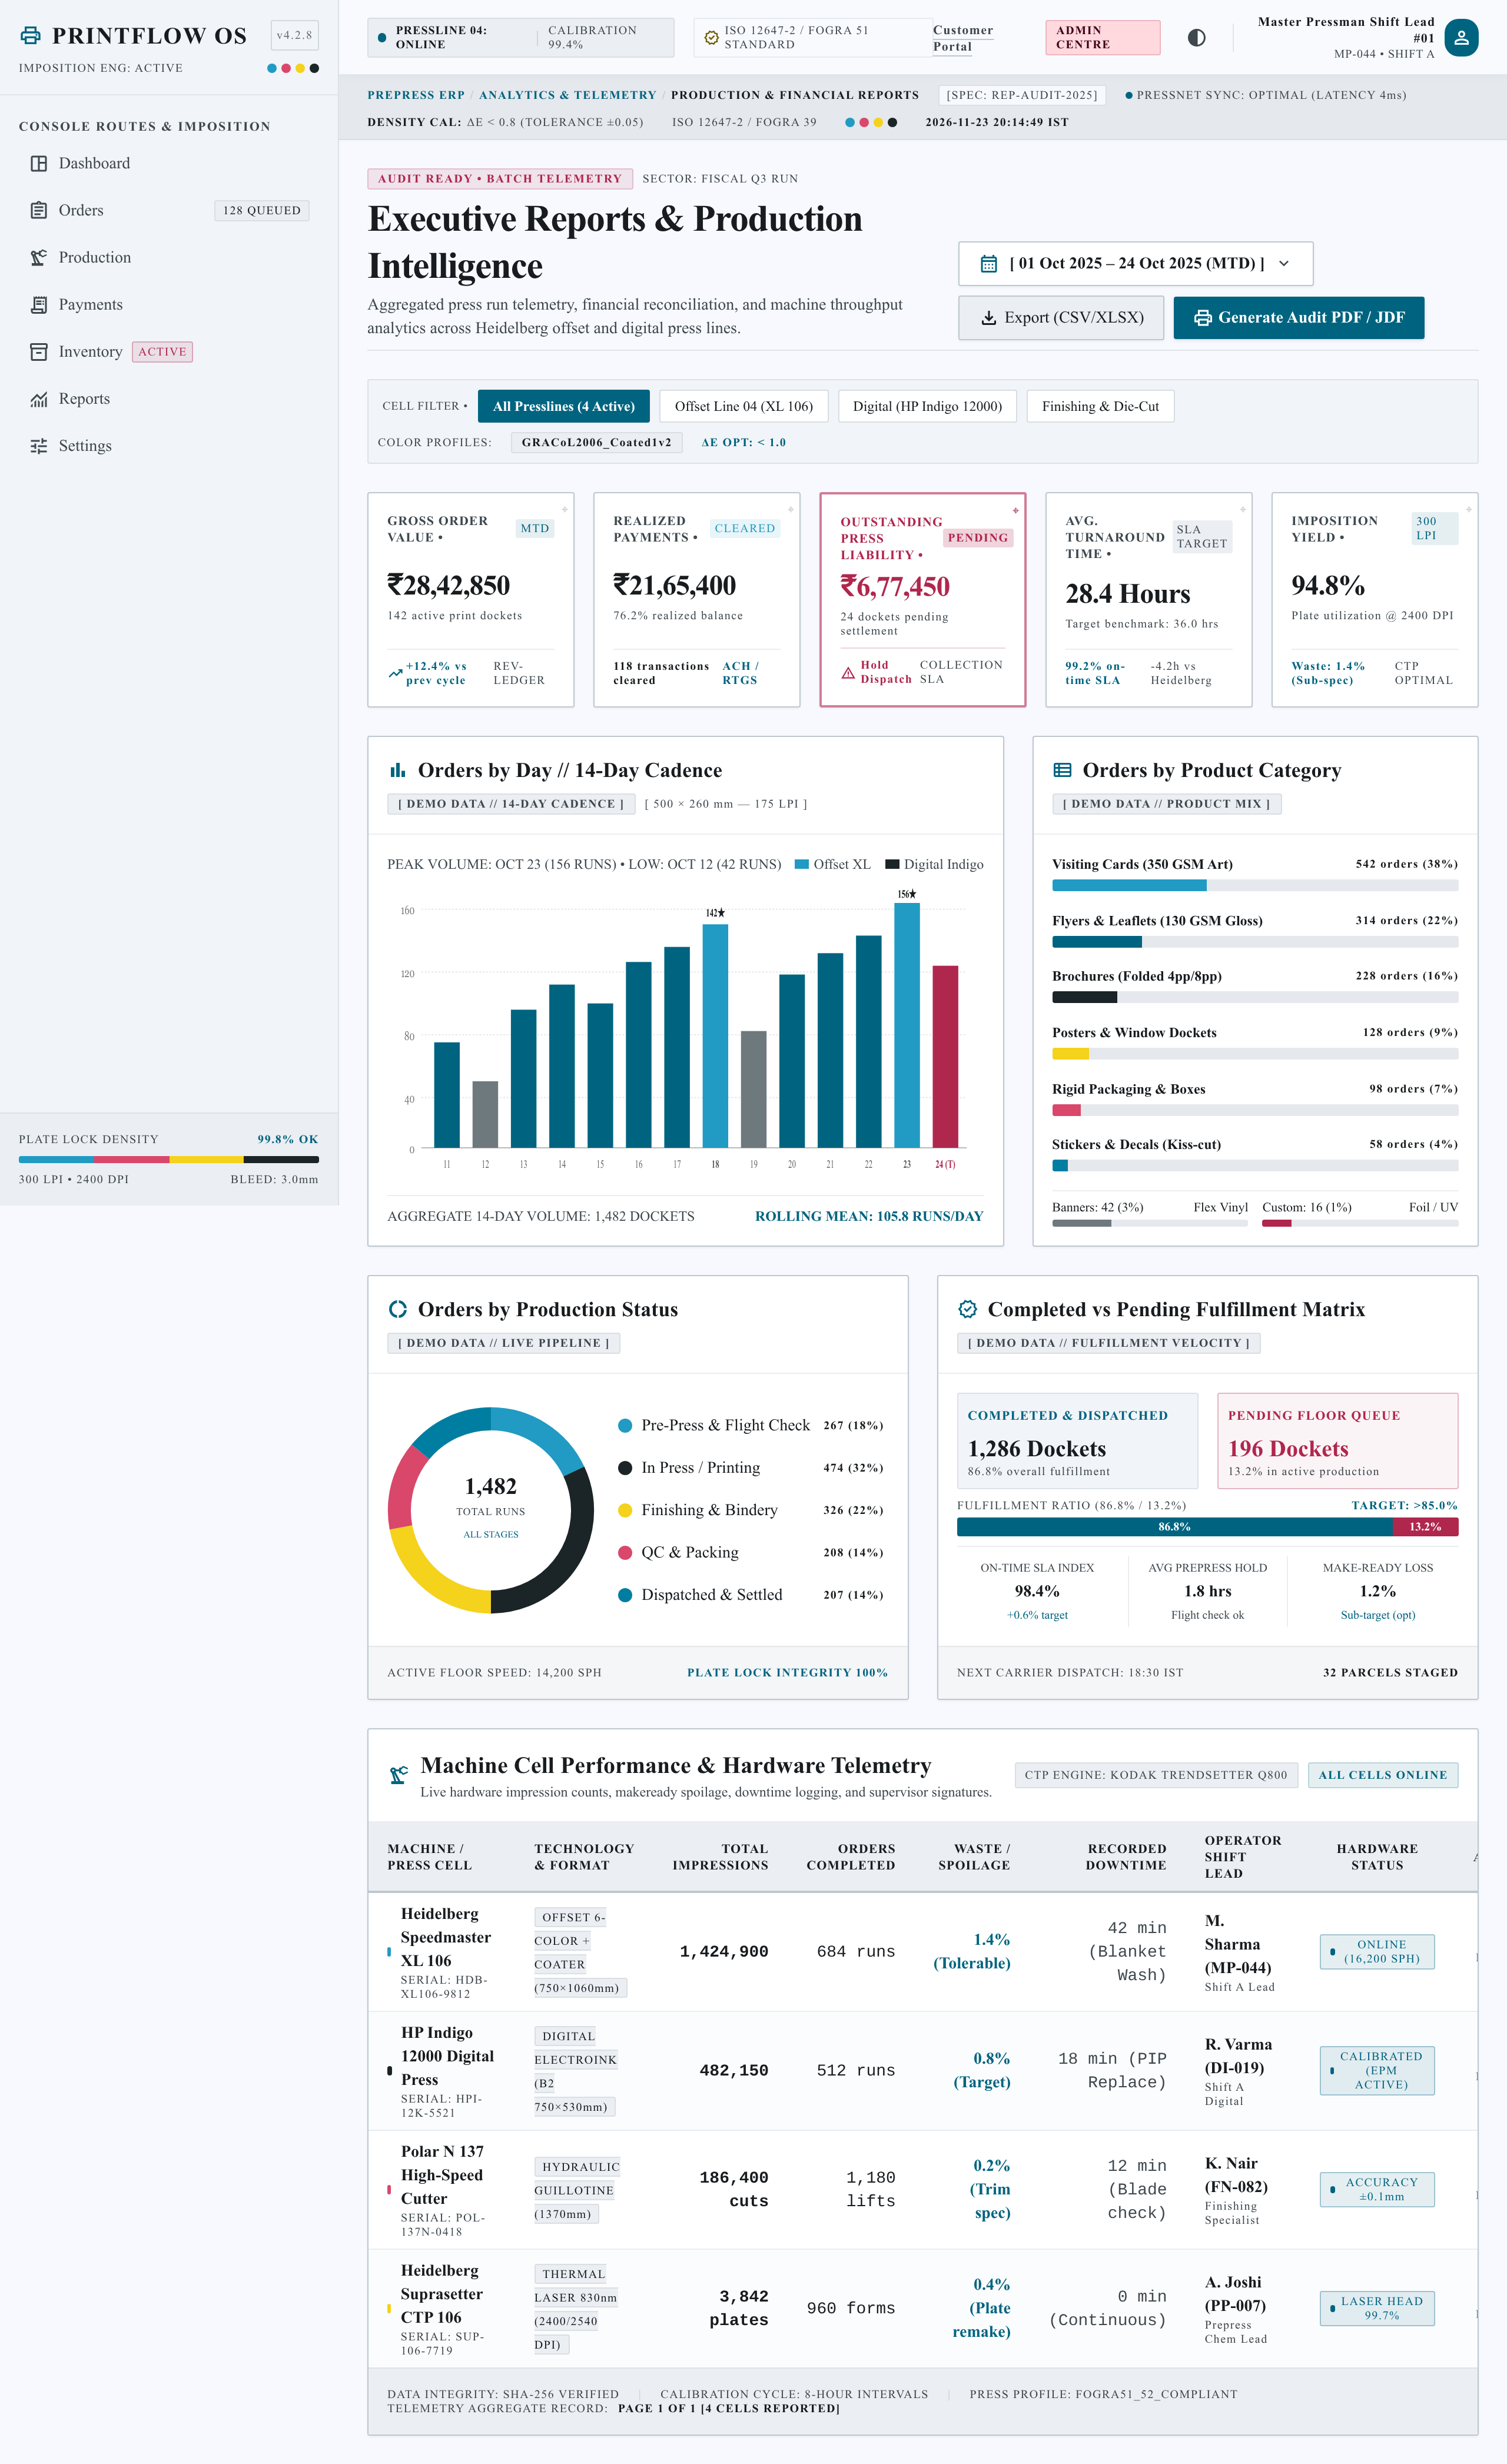 PRINTFLOW OS
v4.2.8
IMPOSITION ENG: ACTIVE
CONSOLE ROUTES & IMPOSITION
Dashboard
Orders
128 QUEUED
Production
Payments
Inventory
ACTIVE
Reports
Settings
PLATE LOCK DENSITY
99.8% OK
300 LPI • 2400 DPI
BLEED: 3.0mm
PRESSLINE 04:
ONLINE
CALIBRATION
99.4%
ISO 12647-2 / FOGRA 51
STANDARD
Customer
Portal
ADMIN
CENTRE
Master Pressman Shift Lead
#01
MP-044 • SHIFT A
PREPRESS ERP / ANALYTICS & TELEMETRY / PRODUCTION & FINANCIAL REPORTS
[SPEC: REP-AUDIT-2025]
PRESSNET SYNC: OPTIMAL (LATENCY 4ms)
DENSITY CAL: ΔE < 0.8 (TOLERANCE ±0.05)
ISO 12647-2 / FOGRA 39
2026-11-23 20:14:49 IST
AUDIT READY • BATCH TELEMETRY
SECTOR: FISCAL Q3 RUN
Executive Reports & Production
Intelligence
Aggregated press run telemetry, financial reconciliation, and machine throughput
analytics across Heidelberg offset and digital press lines.
[ 01 Oct 2025 – 24 Oct 2025 (MTD) ]
Export (CSV/XLSX)
Generate Audit PDF / JDF
CELL FILTER •
All Presslines (4 Active)
Offset Line 04 (XL 106)
Digital (HP Indigo 12000)
Finishing & Die-Cut
COLOR PROFILES:
GRACoL2006_Coated1v2
ΔE OPT: < 1.0
GROSS ORDER
VALUE •
MTD
₹28,42,850
142 active print dockets
+12.4% vs
prev cycle
REV-
LEDGER
REALIZED
PAYMENTS •
CLEARED
₹21,65,400
76.2% realized balance
118 transactions
cleared
ACH /
RTGS
OUTSTANDING
PRESS
LIABILITY •
PENDING
₹6,77,450
24 dockets pending
settlement
Hold
Dispatch
COLLECTION
SLA
AVG.
TURNAROUND
TIME •
SLA
TARGET
28.4 Hours
Target benchmark: 36.0 hrs
99.2% on-
time SLA
-4.2h vs
Heidelberg
IMPOSITION
YIELD •
300
LPI
94.8%
Plate utilization @ 2400 DPI
Waste: 1.4%
(Sub-spec)
CTP
OPTIMAL
Orders by Day // 14-Day Cadence
[ DEMO DATA // 14-DAY CADENCE ]
[ 500 × 260 mm — 175 LPI ]
PEAK VOLUME: OCT 23 (156 RUNS) • LOW: OCT 12 (42 RUNS)
Offset XL
Digital Indigo
160
120
80
40
0
142★
156★
11
12
13
14
15
16
17
18
19
20
21
22
23
24 (T)
AGGREGATE 14-DAY VOLUME: 1,482 DOCKETS
ROLLING MEAN: 105.8 RUNS/DAY
Orders by Product Category
[ DEMO DATA // PRODUCT MIX ]
Visiting Cards (350 GSM Art)
542 orders (38%)
Flyers & Leaflets (130 GSM Gloss)
314 orders (22%)
Brochures (Folded 4pp/8pp)
228 orders (16%)
Posters & Window Dockets
128 orders (9%)
Rigid Packaging & Boxes
98 orders (7%)
Stickers & Decals (Kiss-cut)
58 orders (4%)
Banners: 42 (3%)
Flex Vinyl
Custom: 16 (1%)
Foil / UV
Orders by Production Status
[ DEMO DATA // LIVE PIPELINE ]
1,482
TOTAL RUNS
ALL STAGES
Pre-Press & Flight Check
267 (18%)
In Press / Printing
474 (32%)
Finishing & Bindery
326 (22%)
QC & Packing
208 (14%)
Dispatched & Settled
207 (14%)
ACTIVE FLOOR SPEED: 14,200 SPH
PLATE LOCK INTEGRITY 100%
Completed vs Pending Fulfillment Matrix
[ DEMO DATA // FULFILLMENT VELOCITY ]
COMPLETED & DISPATCHED
1,286 Dockets
86.8% overall fulfillment
PENDING FLOOR QUEUE
196 Dockets
13.2% in active production
FULFILLMENT RATIO (86.8% / 13.2%)
TARGET: >85.0%
86.8%
13.2%
ON-TIME SLA INDEX
98.4%
+0.6% target
AVG PREPRESS HOLD
1.8 hrs
Flight check ok
MAKE-READY LOSS
1.2%
Sub-target (opt)
NEXT CARRIER DISPATCH: 18:30 IST
32 PARCELS STAGED
Machine Cell Performance & Hardware Telemetry
Live hardware impression counts, makeready spoilage, downtime logging, and supervisor signatures.
CTP ENGINE: KODAK TRENDSETTER Q800
ALL CELLS ONLINE
MACHINE /
PRESS CELL
TECHNOLOGY
& FORMAT
TOTAL
IMPRESSIONS
ORDERS
COMPLETED
WASTE /
SPOILAGE
RECORDED
DOWNTIME
OPERATOR
SHIFT
LEAD
HARDWARE
STATUS
Heidelberg
Speedmaster
XL 106
SERIAL: HDB-
XL106-9812
OFFSET 6-
COLOR +
COATER
(750×1060mm)
1,424,900
684 runs
1.4%
(Tolerable)
42 min
(Blanket
Wash)
M.
Sharma
(MP-044)
Shift A Lead
ONLINE
(16,200 SPH)
HP Indigo
12000 Digital
Press
SERIAL: HPI-
12K-5521
DIGITAL
ELECTROINK
(B2
750×530mm)
482,150
512 runs
0.8%
(Target)
18 min (PIP
Replace)
R. Varma
(DI-019)
Shift A
Digital
CALIBRATED
(EPM
ACTIVE)
Polar N 137
High-Speed
Cutter
SERIAL: POL-
137N-0418
HYDRAULIC
GUILLOTINE
(1370mm)
186,400
cuts
1,180
lifts
0.2%
(Trim
spec)
12 min
(Blade
check)
K. Nair
(FN-082)
Finishing
Specialist
ACCURACY
±0.1mm
Heidelberg
Suprasetter
CTP 106
SERIAL: SUP-
106-7719
THERMAL
LASER 830nm
(2400/2540
DPI)
3,842
plates
960 forms
0.4%
(Plate
remake)
0 min
(Continuous)
A. Joshi
(PP-007)
Prepress
Chem Lead
LASER HEAD
99.7%
DATA INTEGRITY: SHA-256 VERIFIED
CALIBRATION CYCLE: 8-HOUR INTERVALS
PRESS PROFILE: FOGRA51_52_COMPLIANT
TELEMETRY AGGREGATE RECORD: PAGE 1 OF 1 [4 CELLS REPORTED]